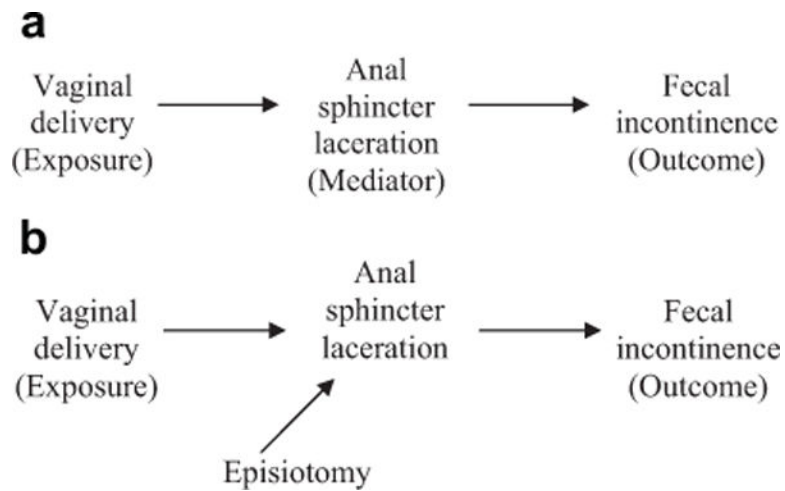 a
Vaginal
delivery
(Exposure)
Anal
sphincter
laceration
(Mediator)
Fecal
incontinence
(Outcome)
b
Vaginal
delivery
(Exposure)
Anal
sphincter
laceration
Fecal
incontinence
(Outcome)
Episiotomy